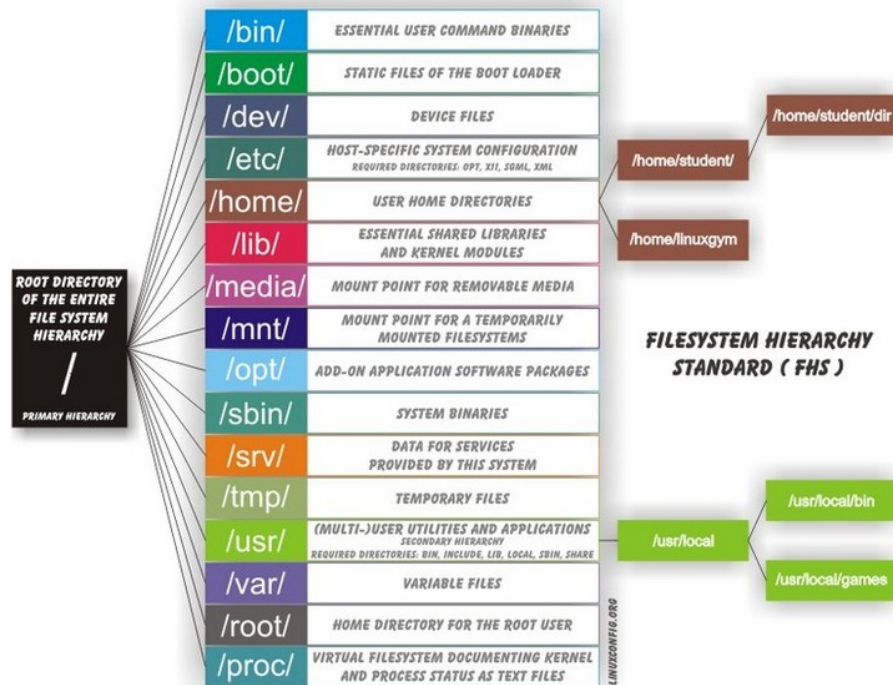 ROOT DIRECTORY
OF THE ENTIRE
FILE SYSTEM
HIERARCHY
/
PRIMARY HIERARCHY
/bin/
ESSENTIAL USER COMMAND BINARIES
/boot/
STATIC FILES OF THE BOOT LOADER
/dev/
DEVICE FILES
/etc/
HOST-SPECIFIC SYSTEM CONFIGURATION
REQUIRED DIRECTORIES: OPT, XII, SGML, XML
/home/
USER HOME DIRECTORIES
/lib/
ESSENTIAL SHARED LIBRARIES
AND KERNEL MODULES
/media/
MOUNT POINT FOR REMOVABLE MEDIA
/mnt/
MOUNT POINT FOR A TEMPORARILY
MOUNTED FILESYSTEMS
/opt/
ADD-ON APPLICATION SOFTWARE PACKAGES
/sbin/
SYSTEM BINARIES
/srv/
DATA FOR SERVICES
PROVIDED BY THIS SYSTEM
/tmp/
TEMPORARY FILES
/usr/
(MULTI-)USER UTILITIES AND APPLICATIONS
SECONDARY HIERARCHY
REQUIRED DIRECTORIES: BIN, INCLUDE, LIB, LOCAL, SBIN, SHARE
/var/
VARIABLE FILES
/root/
HOME DIRECTORY FOR THE ROOT USER
/proc/
VIRTUAL FILESYSTEM DOCUMENTING KERNEL
AND PROCESS STATUS AS TEXT FILES
/home/student/
/home/student/dir
/home/linuxgym
FILESYSTEM HIERARCHY
STANDARD ( FHS )
/usr/local
/usr/local/bin
/usr/local/games
LINUXCONFIG.ORG